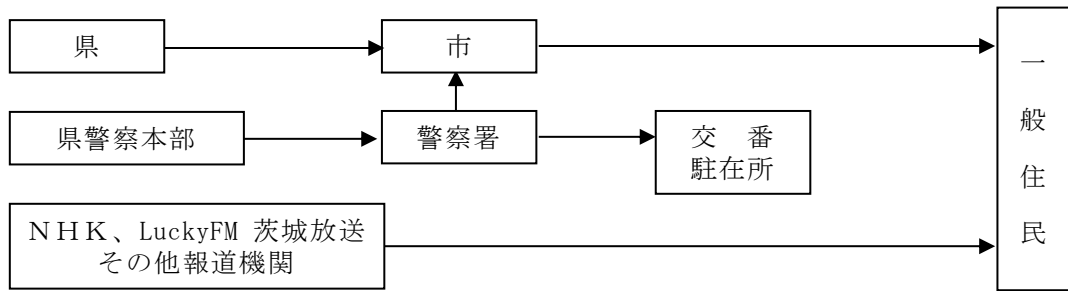 県
市
県警察本部
警察署
交　番
駐在所
ＮＨＫ、LuckyFM 茨城放送
その他報道機関
一般住民